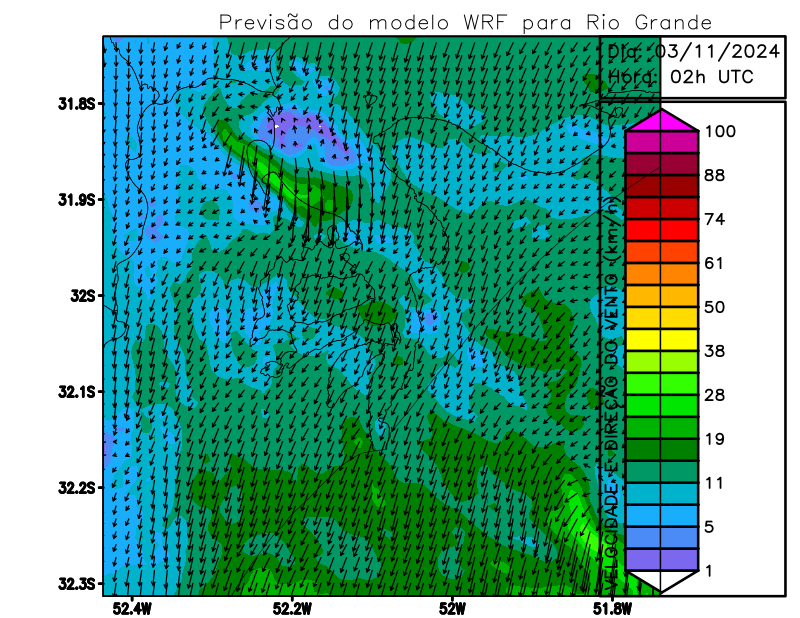 Previsão do modelo WRF para Rio Grande
Dia: 03/11/2024
Hora: 02h UTC
31.8S
31.9S
32S
32.1S
32.2S
32.3S
52.4W
52.2W
52W
51.8W
100
88
74
61
50
38
28
19
11
5
1
VELOCIDADE E DIREÇÃO DO VENTO (km/h)